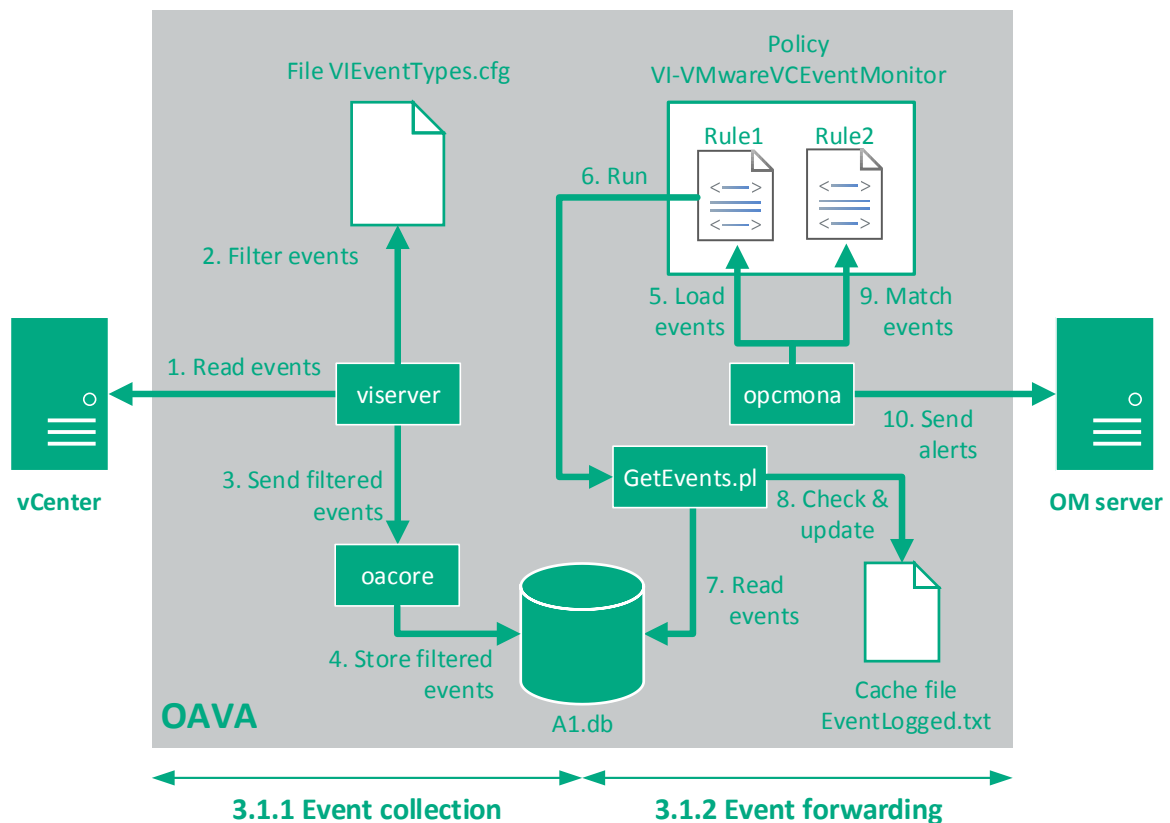 File VIEventTypes.cfg
Policy
VI-VMwareVCEventMonitor
Rule1
Rule2
6. Run
2. Filter events
5. Load
events
9. Match
events
1. Read events
viserver
opcmona
10. Send
alerts
vCenter
OM server
3. Send filtered
events
GetEvents.pl
8. Check &
update
oacore
7. Read
events
4. Store filtered
events
Cache file
EventLogged.txt
OAVA
A1.db
3.1.1 Event collection
3.1.2 Event forwarding